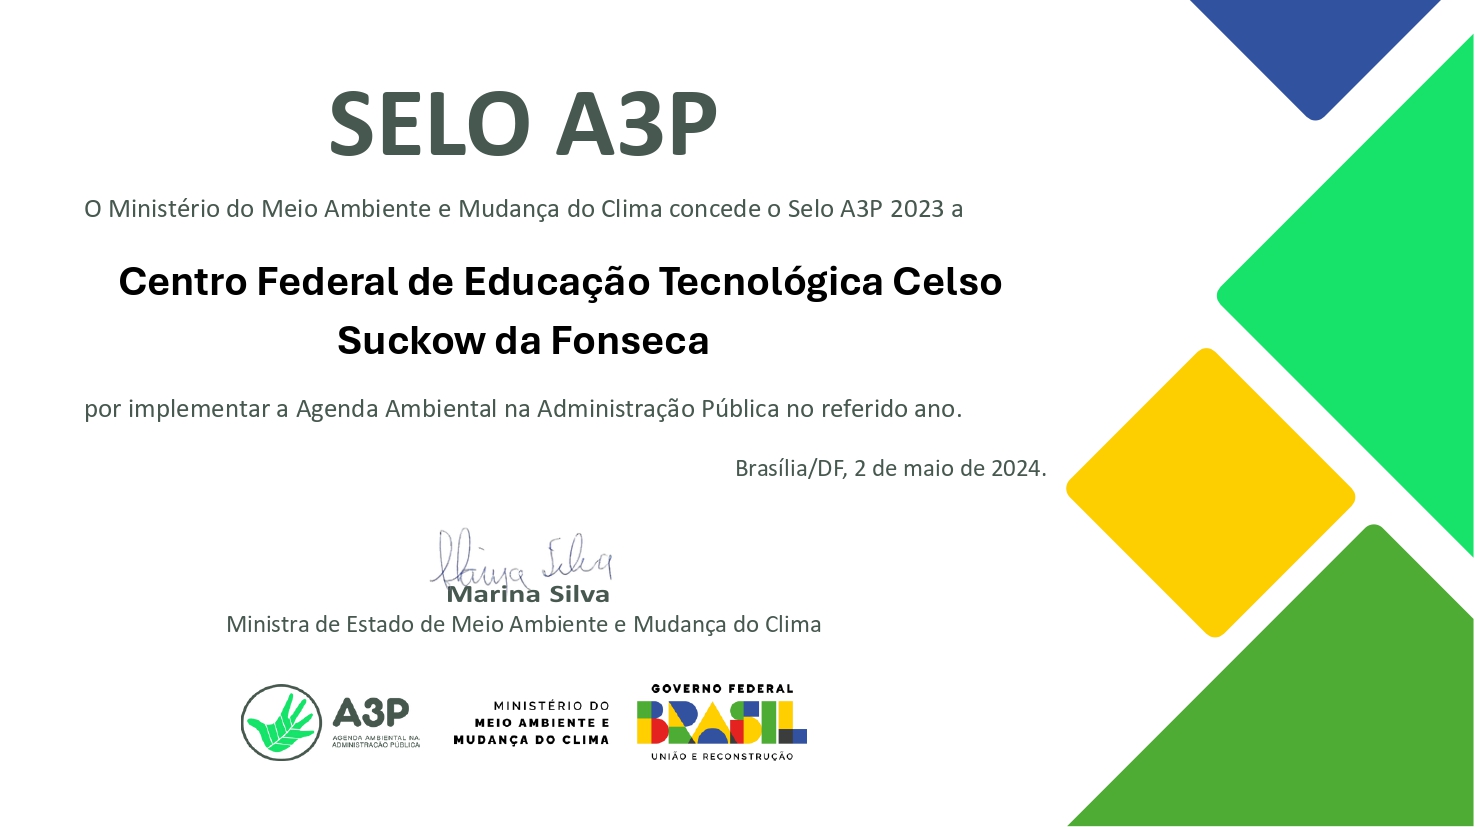 SELO A3P
O Ministério do Meio Ambiente e Mudança do Clima concede o Selo A3P 2023 a
Centro Federal de Educação Tecnológica Celso
Suckow da Fonseca
por implementar a Agenda Ambiental na Administração Pública no referido ano.
Brasília/DF, 2 de maio de 2024.
Marina Silva
Marina Silva
Ministra de Estado de Meio Ambiente e Mudança do Clima
A3P
AGENDA AMBIENTAL NA
ADMINISTRAÇÃO PÚBLICA
MINISTÉRIO DO
MEIO AMBIENTE E
MUDANÇA DO CLIMA
GOVERNO FEDERAL
BRASIL
UNIÃO E RECONSTRUÇÃO